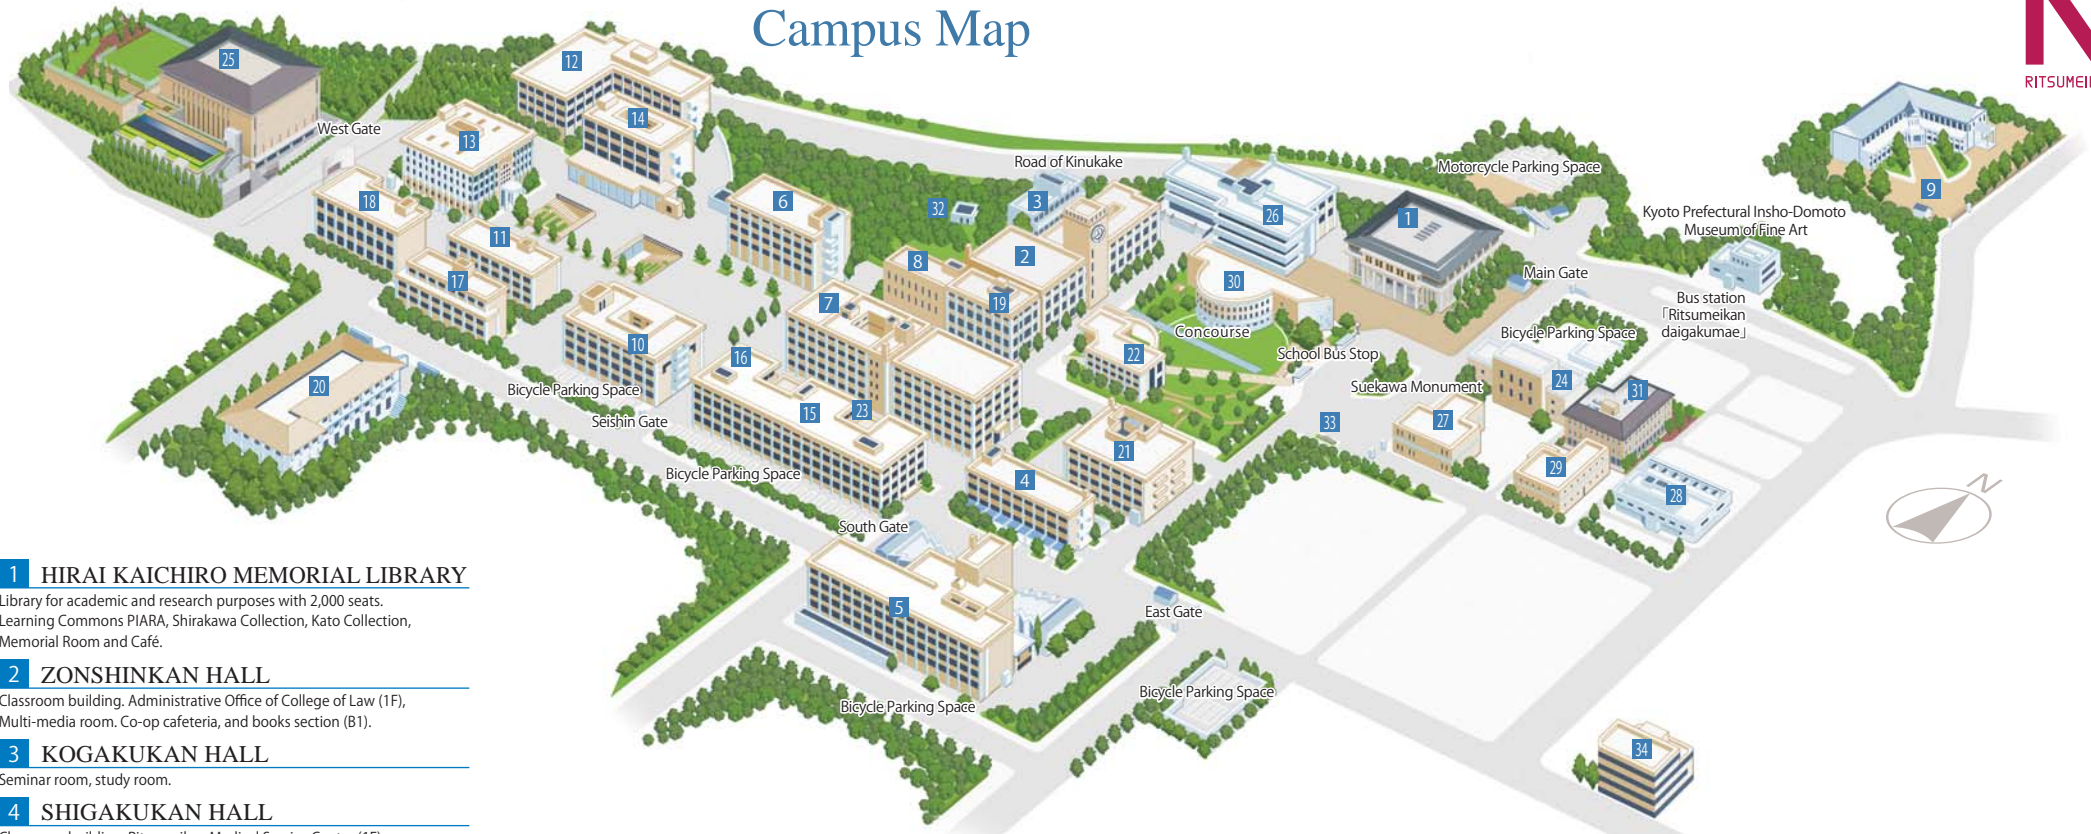 Campus Map
RITSUMEI
25
12
14
West Gate
13
Road of Kinukake
Motorcycle Parking Space
18
6
32
3
26
1
9
Kyoto Prefectural Insho-Domoto
Museum of Fine Art
11
8
2
17
7
19
30
Main Gate
Bus station
「Ritsumeikan
daigakumae」
Concourse
Bicycle Parking Space
10
16
22
School Bus Stop
20
Bicycle Parking Space
Suekawa Monument
24
31
Seishin Gate
15
23
33
27
21
Bicycle Parking Space
4
29
28
N
South Gate
5
East Gate
Bicycle Parking Space
Bicycle Parking Space
34
1 HIRAI KAICHIRO MEMORIAL LIBRARY
Library for academic and research purposes with 2,000 seats.
Learning Commons PIARA, Shirakawa Collection, Kato Collection,
Memorial Room and Café.
2 ZONSHINKAN HALL
Classroom building. Administrative Office of College of Law (1F),
Multi-media room. Co-op cafeteria, and books section (B1).
3 KOGAKUKAN HALL
Seminar room, study room.
4 SHIGAKUKAN HALL